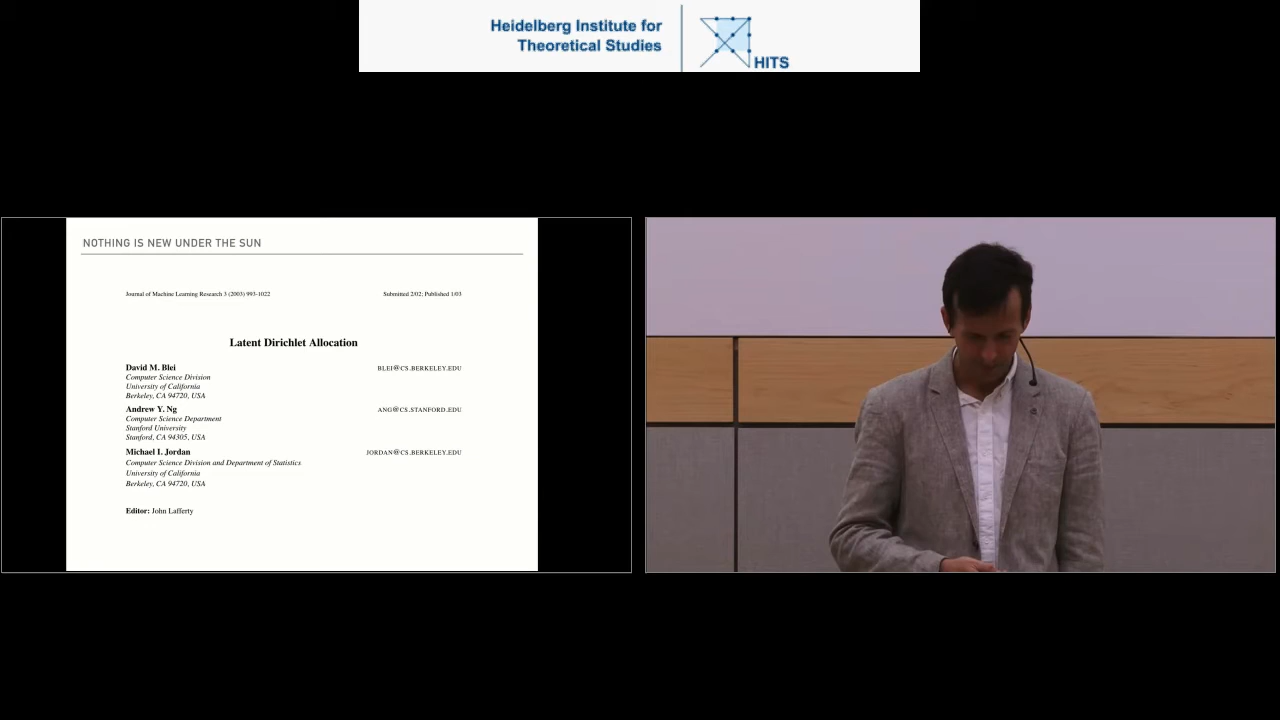 Heidelberg Institute for
Theoretical Studies
HITS
NOTHING IS NEW UNDER THE SUN
Journal of Machine Learning Research 3 (2003) 993-1022 Submitted 2/02; Published 1/03
Latent Dirichlet Allocation
David M. Blei BLEI@CS.BERKELEY.EDU
Computer Science Division
University of California
Berkeley, CA 94720, USA
Andrew Y. Ng ANG@CS.STANFORD.EDU
Computer Science Department
Stanford University
Stanford, CA 94305, USA
Michael I. Jordan JORDAN@CS.BERKELEY.EDU
Computer Science Division and Department of Statistics
University of California
Berkeley, CA 94720, USA
Editor: John Lafferty